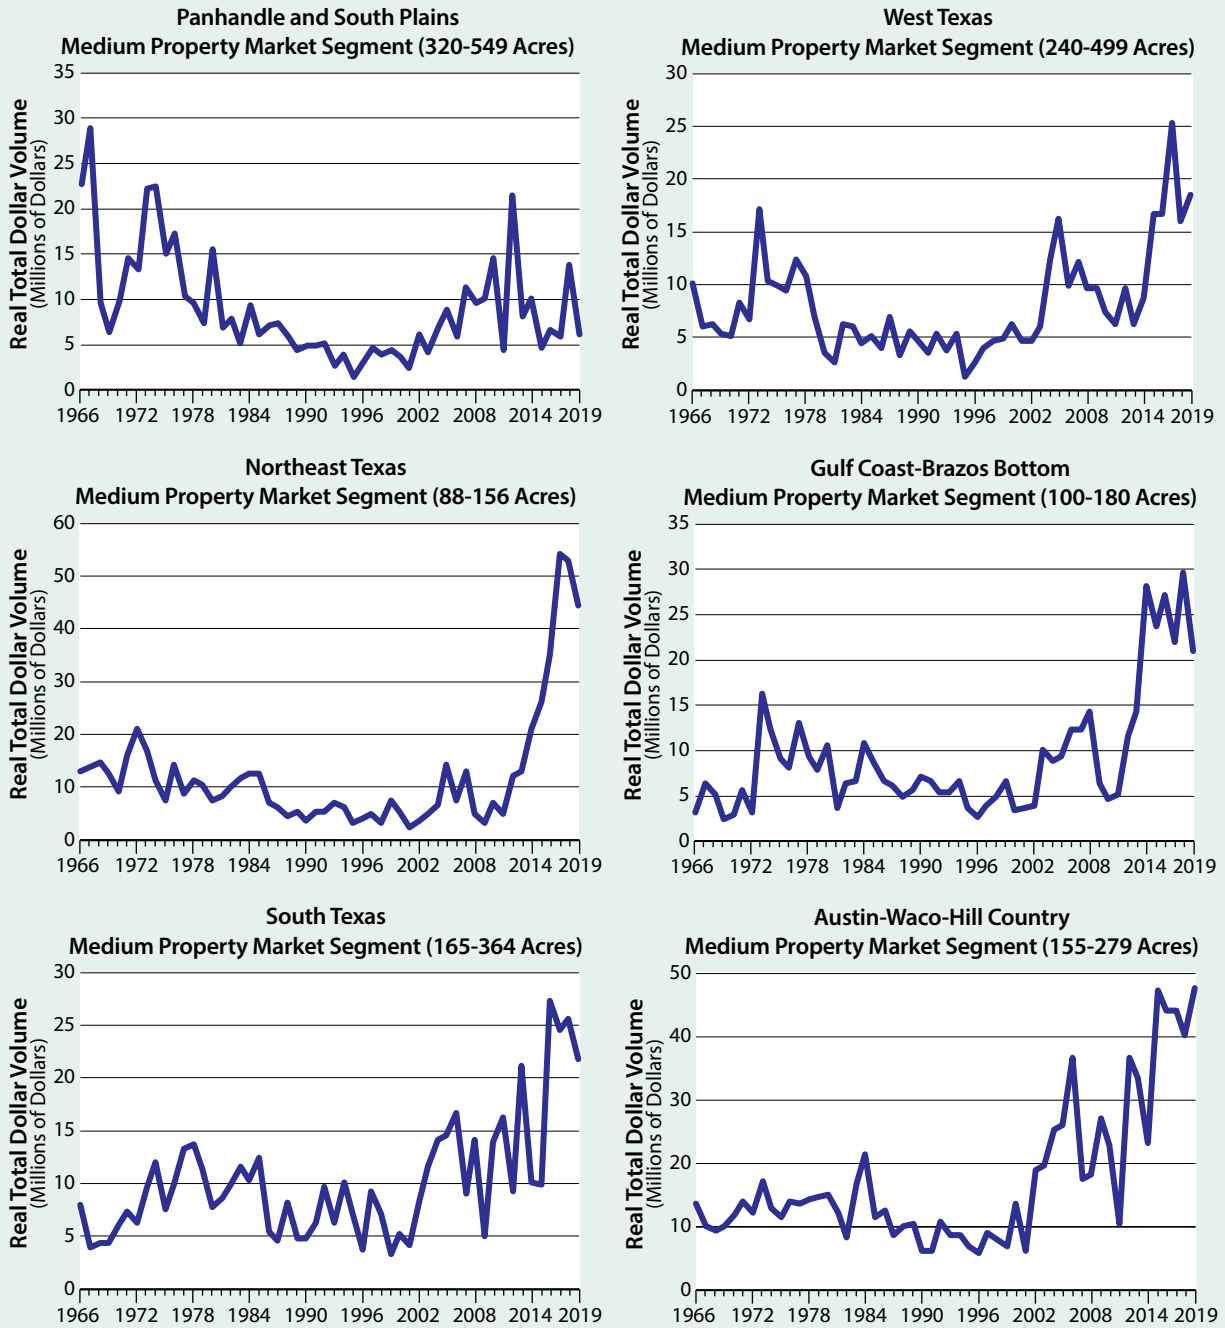 Panhandle and South Plains
Medium Property Market Segment (320-549 Acres)
Real Total Dollar Volume
(Millions of Dollars)
35
30
25
20
15
10
5
0
1966 1972 1978 1984 1990 1996 2002 2008 2014 2019
West Texas
Medium Property Market Segment (240-499 Acres)
Real Total Dollar Volume
(Millions of Dollars)
30
25
20
15
10
5
0
1966 1972 1978 1984 1990 1996 2002 2008 2014 2019
Northeast Texas
Medium Property Market Segment (88-156 Acres)
Real Total Dollar Volume
(Millions of Dollars)
60
50
40
30
20
10
0
1966 1972 1978 1984 1990 1996 2002 2008 2014 2019
Gulf Coast-Brazos Bottom
Medium Property Market Segment (100-180 Acres)
Real Total Dollar Volume
(Millions of Dollars)
35
30
25
20
15
10
5
0
1966 1972 1978 1984 1990 1996 2002 2008 2014 2019
South Texas
Medium Property Market Segment (165-364 Acres)
Real Total Dollar Volume
(Millions of Dollars)
30
25
20
15
10
5
0
1966 1972 1978 1984 1990 1996 2002 2008 2014 2019
Austin-Waco-Hill Country
Medium Property Market Segment (155-279 Acres)
Real Total Dollar Volume
(Millions of Dollars)
50
40
30
20
10
0
1966 1972 1978 1984 1990 1996 2002 2008 2014 2019